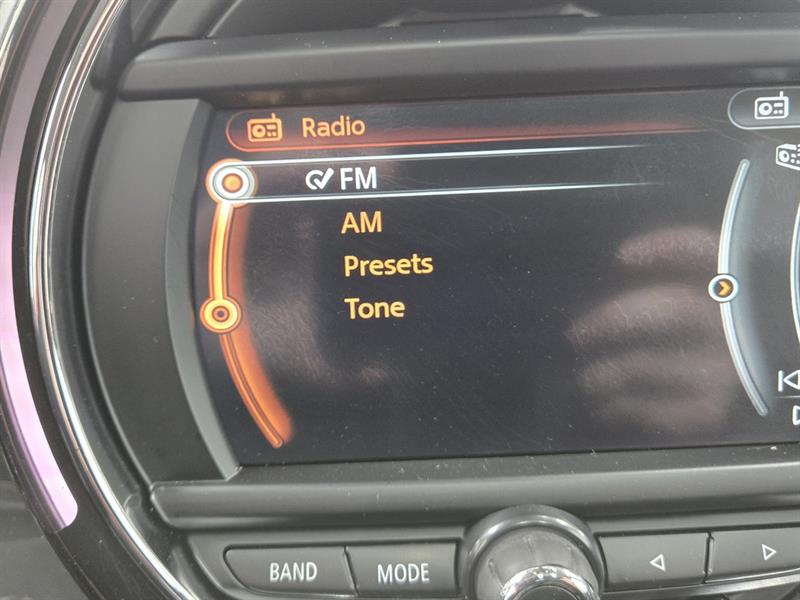 Radio
FM
AM
Presets
Tone
BAND
MODE